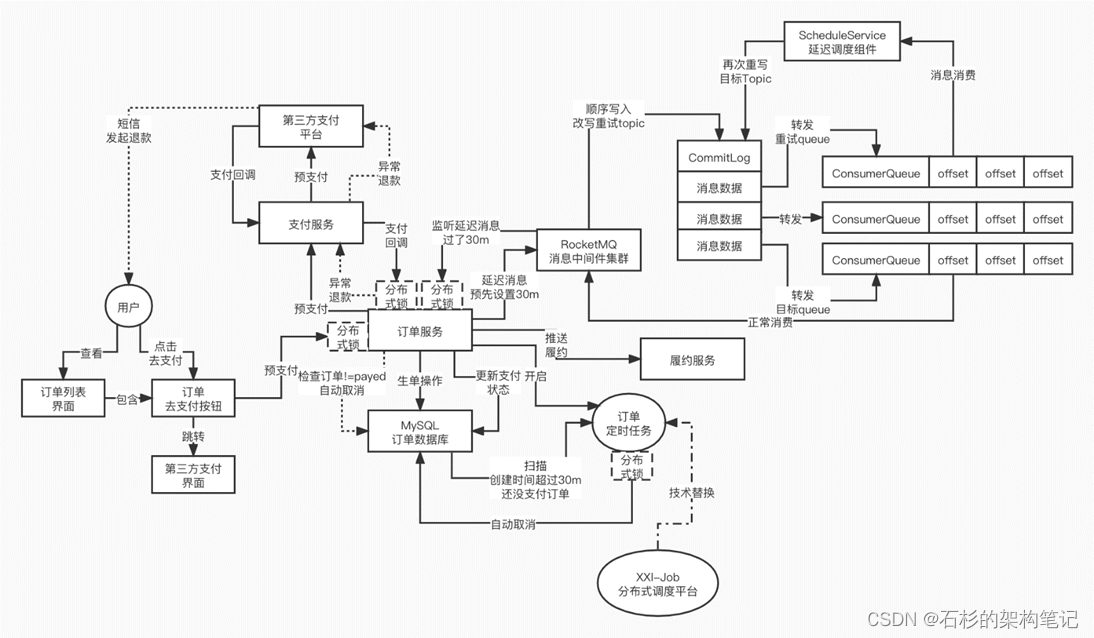 ScheduleService
延迟调度组件
再次重写
目标Topic
消息消费
顺序写入
改写重试topic
短信
发起退款
第三方支付
平台
异常
退款
支付回调
预支付
支付服务
支付
回调
监听延迟消息
过了30m
RocketMQ
消息中间件集群
CommitLog
消息数据
消息数据
消息数据
转发
重试queue
转发
转发
目标queue
ConsumerQueue
offset
offset
offset
ConsumerQueue
offset
offset
offset
ConsumerQueue
offset
offset
offset
正常消费
异常
退款
预支付
分布
式锁
分布
式锁
延迟消息
预先设置30m
用户
查看
点击
去支付
预支付
分布
式锁
订单服务
推送
履约
履约服务
订单列表
界面
包含
订单
去支付按钮
跳转
第三方支付
界面
检查订单!=payed
自动取消
生单操作
更新支付
状态
开启
MySQL
订单数据库
订单
定时任务
分布
式锁
扫描
创建时间超过30m
还没支付订单
自动取消
技术替换
XXl-Job
分布式调度平台
CSDN @石杉的架构笔记